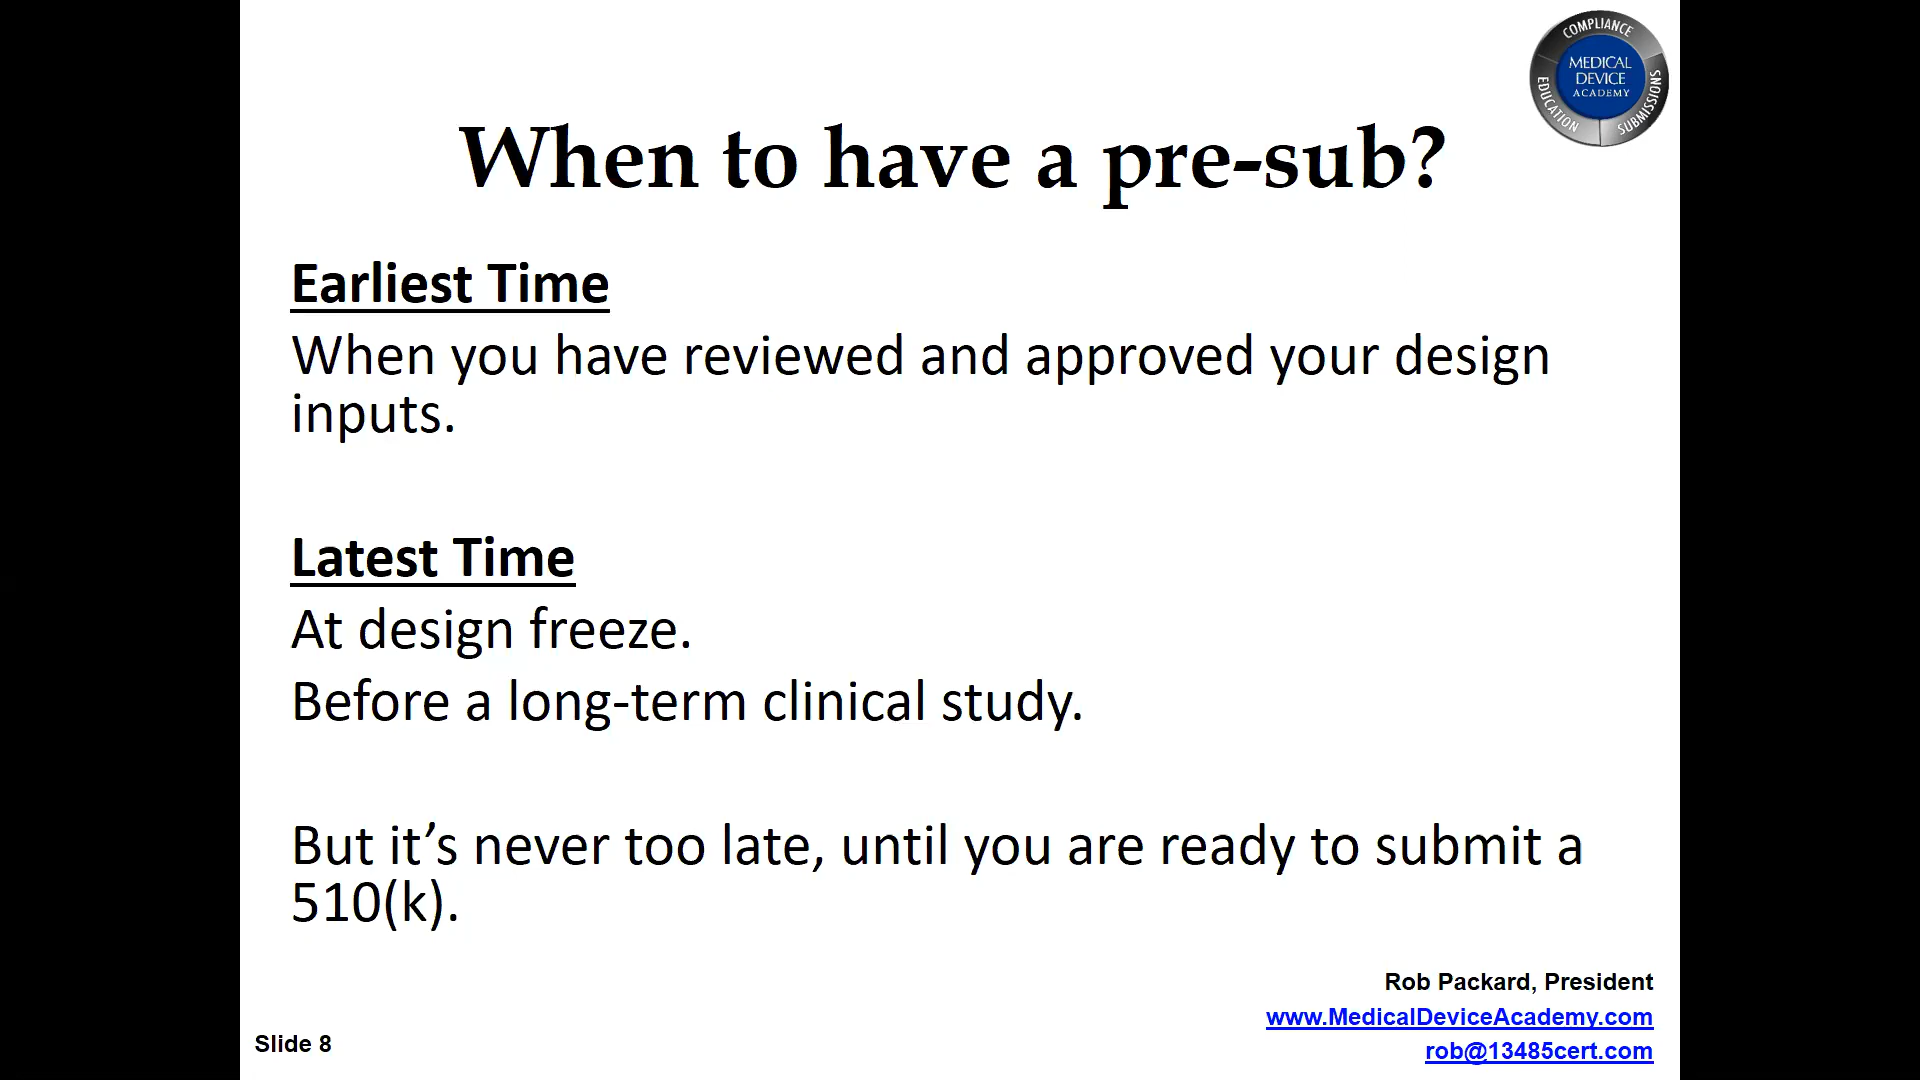 COMPLIANCE
MEDICAL
DEVICE
ACADEMY
EDUCATION
SUBMISSIONS
When to have a pre-sub?
Earliest Time
When you have reviewed and approved your design
inputs.
Latest Time
At design freeze.
Before a long-term clinical study.
But it’s never too late, until you are ready to submit a
510(k).
Rob Packard, President
www.MedicalDeviceAcademy.com
rob@13485cert.com
Slide 8